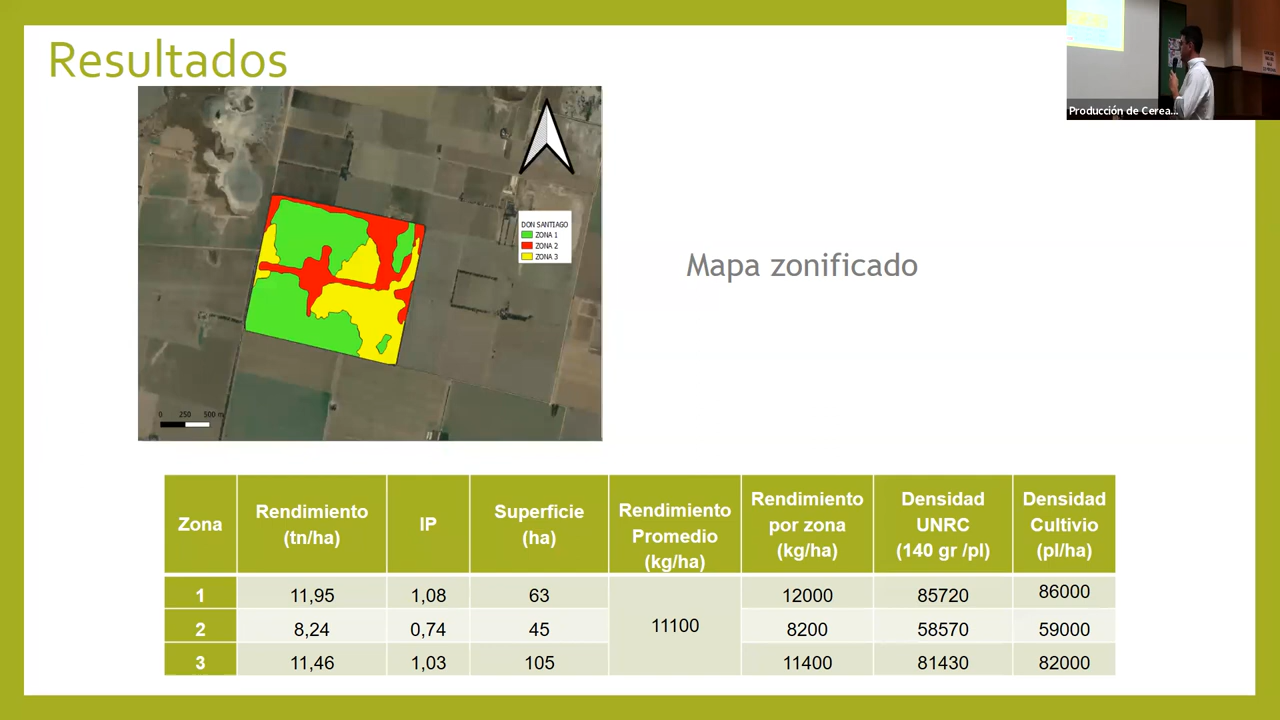 Resultados
Producción de Cerea...
DON SANTIAGO
ZONA 1
ZONA 2
ZONA 3
Mapa zonificado
0 250 500 m
Zona Rendimiento (tn/ha) IP Superficie (ha) Rendimiento Promedio (kg/ha) Rendimiento por zona (kg/ha) Densidad UNRC (140 gr /pl) Densidad Cultivio (pl/ha)
1 11,95 1,08 63 11100 12000 85720 86000
2 8,24 0,74 45 8200 58570 59000
3 11,46 1,03 105 11400 81430 82000